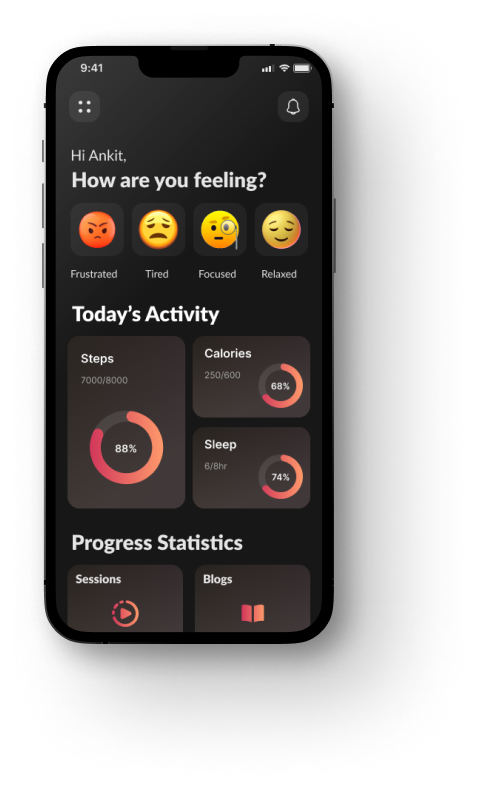 9:41
Hi Ankit,
How are you feeling?
Frustrated Tired Focused Relaxed
Today's Activity
Steps
7000/8000
88%
Calories
250/600
68%
Sleep
6/8hr
74%
Progress Statistics
Sessions Blogs